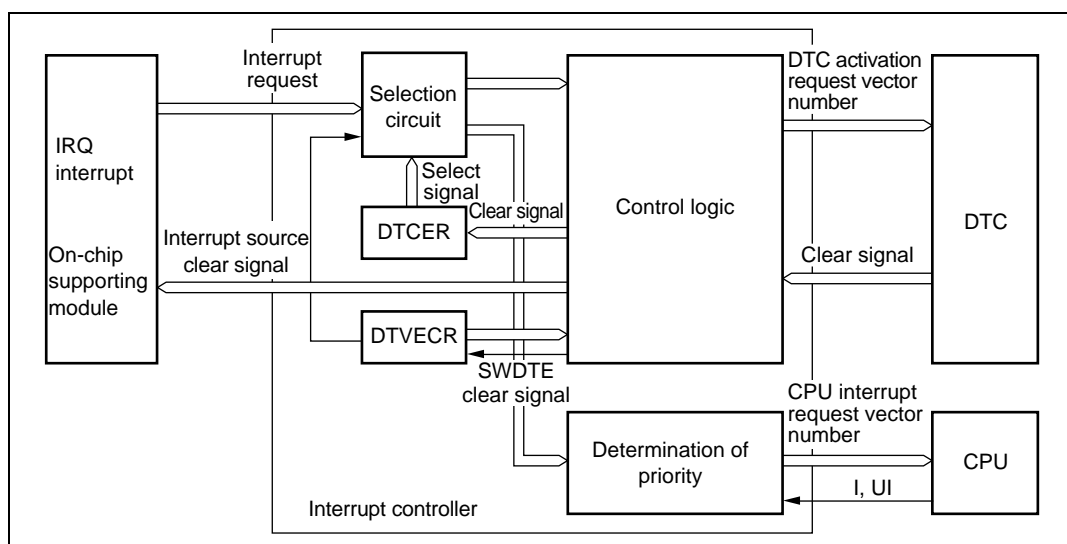 Interrupt
request
IRQ
interrupt
On-chip
supporting
module
Interrupt source
clear signal
Selection
circuit
Select
signal
DTCER
Clear signal
DTVECR
SWDTE
clear signal
Control logic
Determination of
priority
DTC activation
request vector
number
DTC
Clear signal
CPU interrupt
request vector
number
CPU
I, UI
Interrupt controller